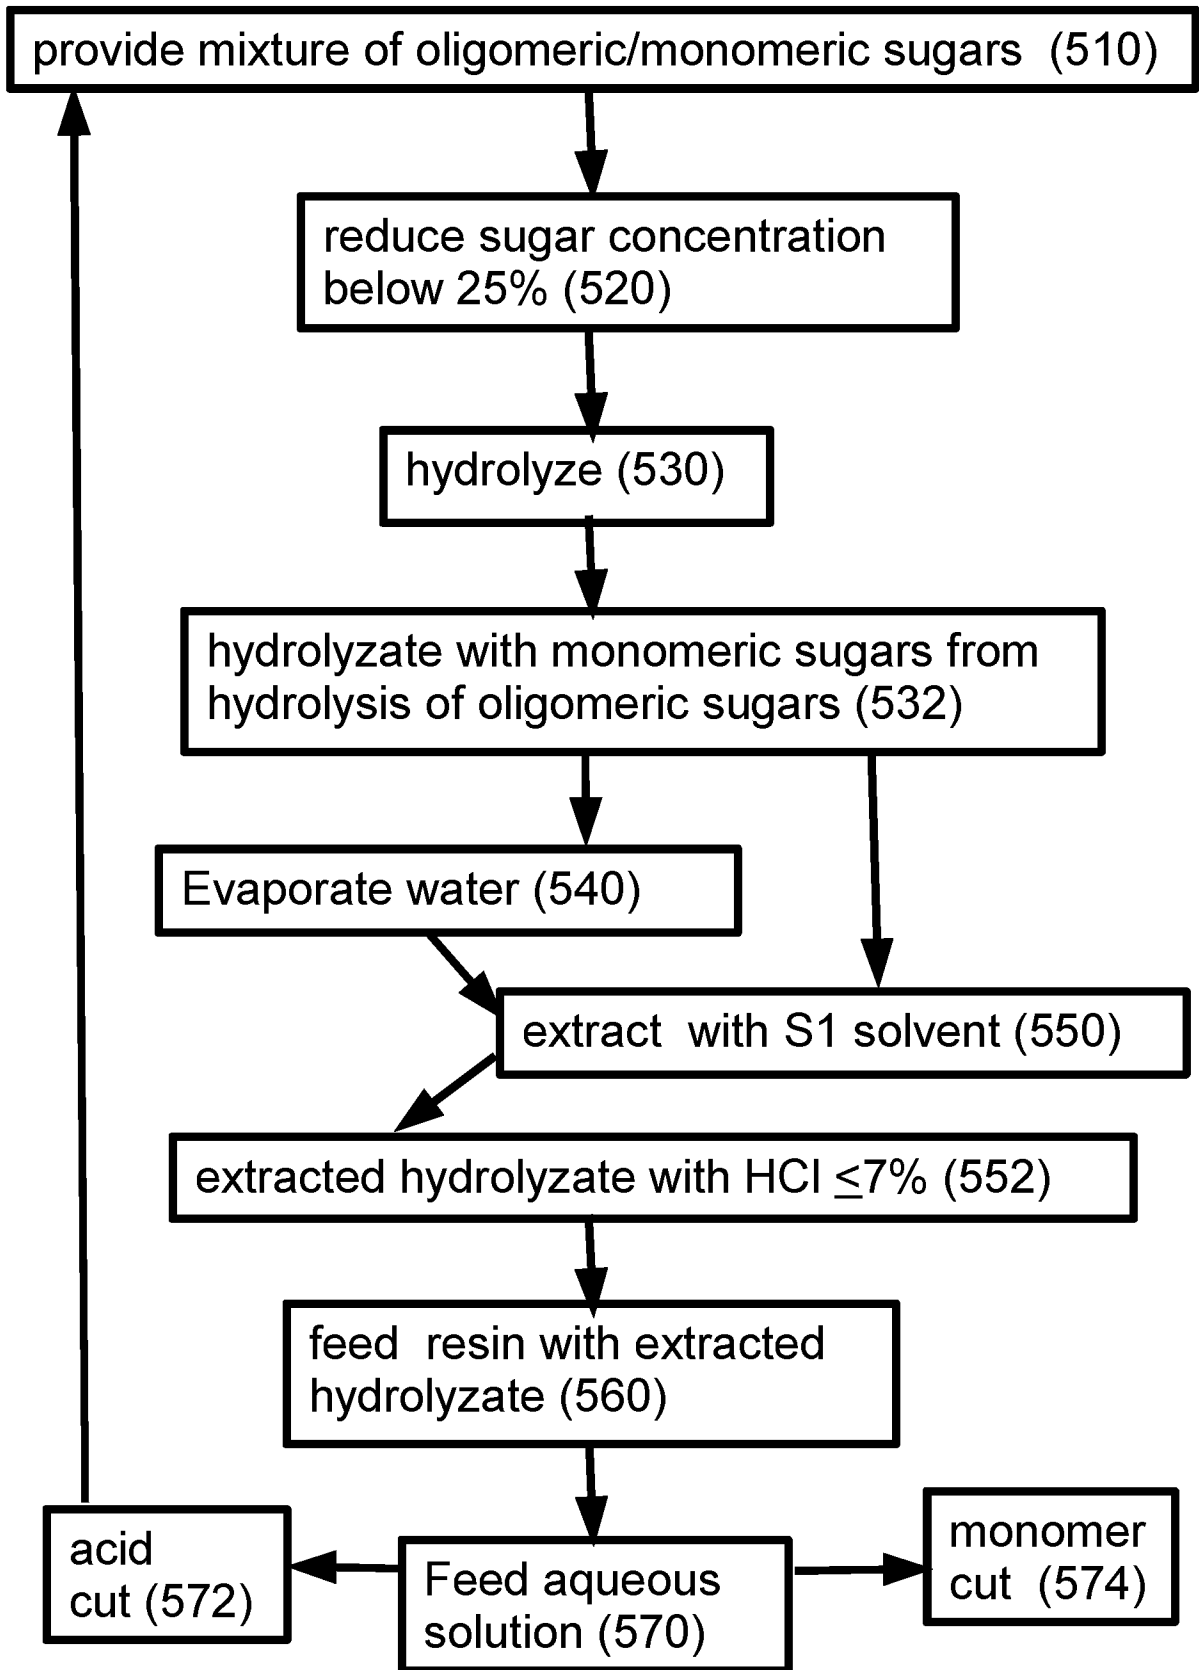 provide mixture of oligomeric/monomeric sugars (510)
reduce sugar concentration
below 25% (520)
hydrolyze (530)
hydrolyzate with monomeric sugars from
hydrolysis of oligomeric sugars (532)
Evaporate water (540)
extract with S1 solvent (550)
extracted hydrolyzate with HCl ≤7% (552)
feed resin with extracted
hydrolyzate (560)
acid
cut (572)
Feed aqueous
solution (570)
monomer
cut (574)